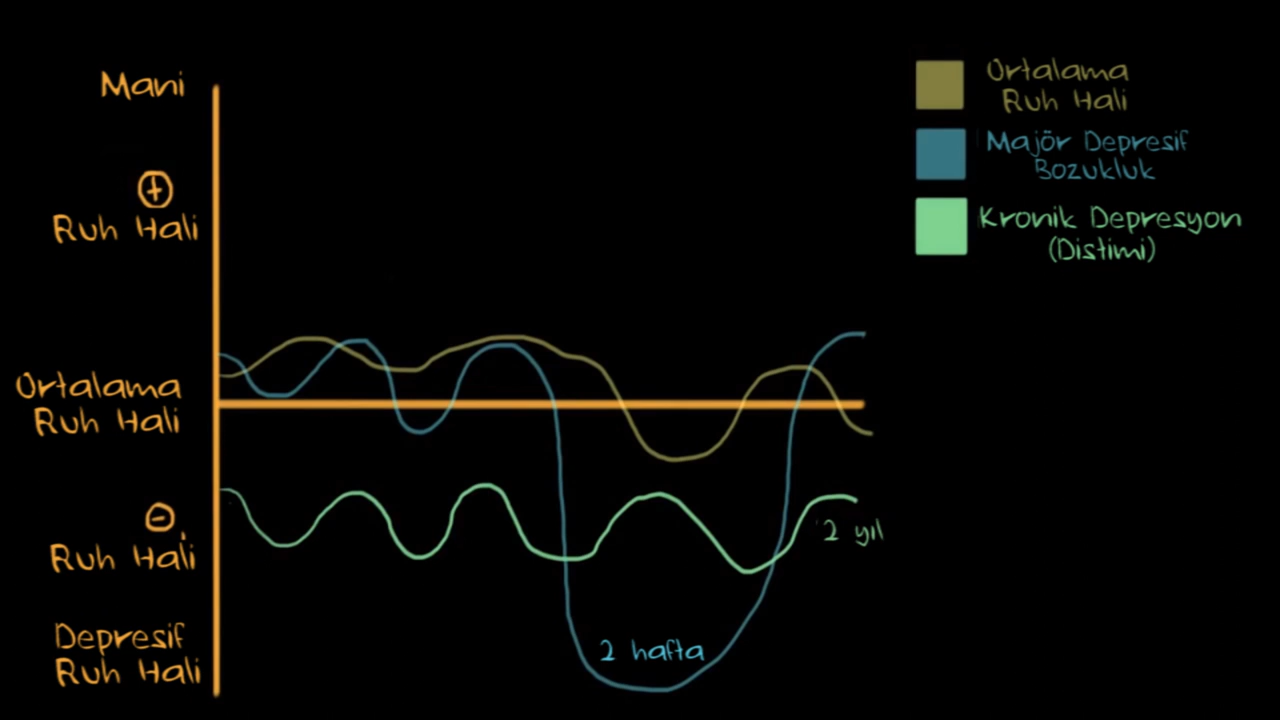 Mani
+
Ruh Hali
Ortalama
Ruh Hali
-
Ruh Hali
Depresif
Ruh Hali
2 hafta
2 yıl
Ortalama
Ruh Hali
Majör Depresif
Bozukluk
Kronik Depresyon
(Distimi)